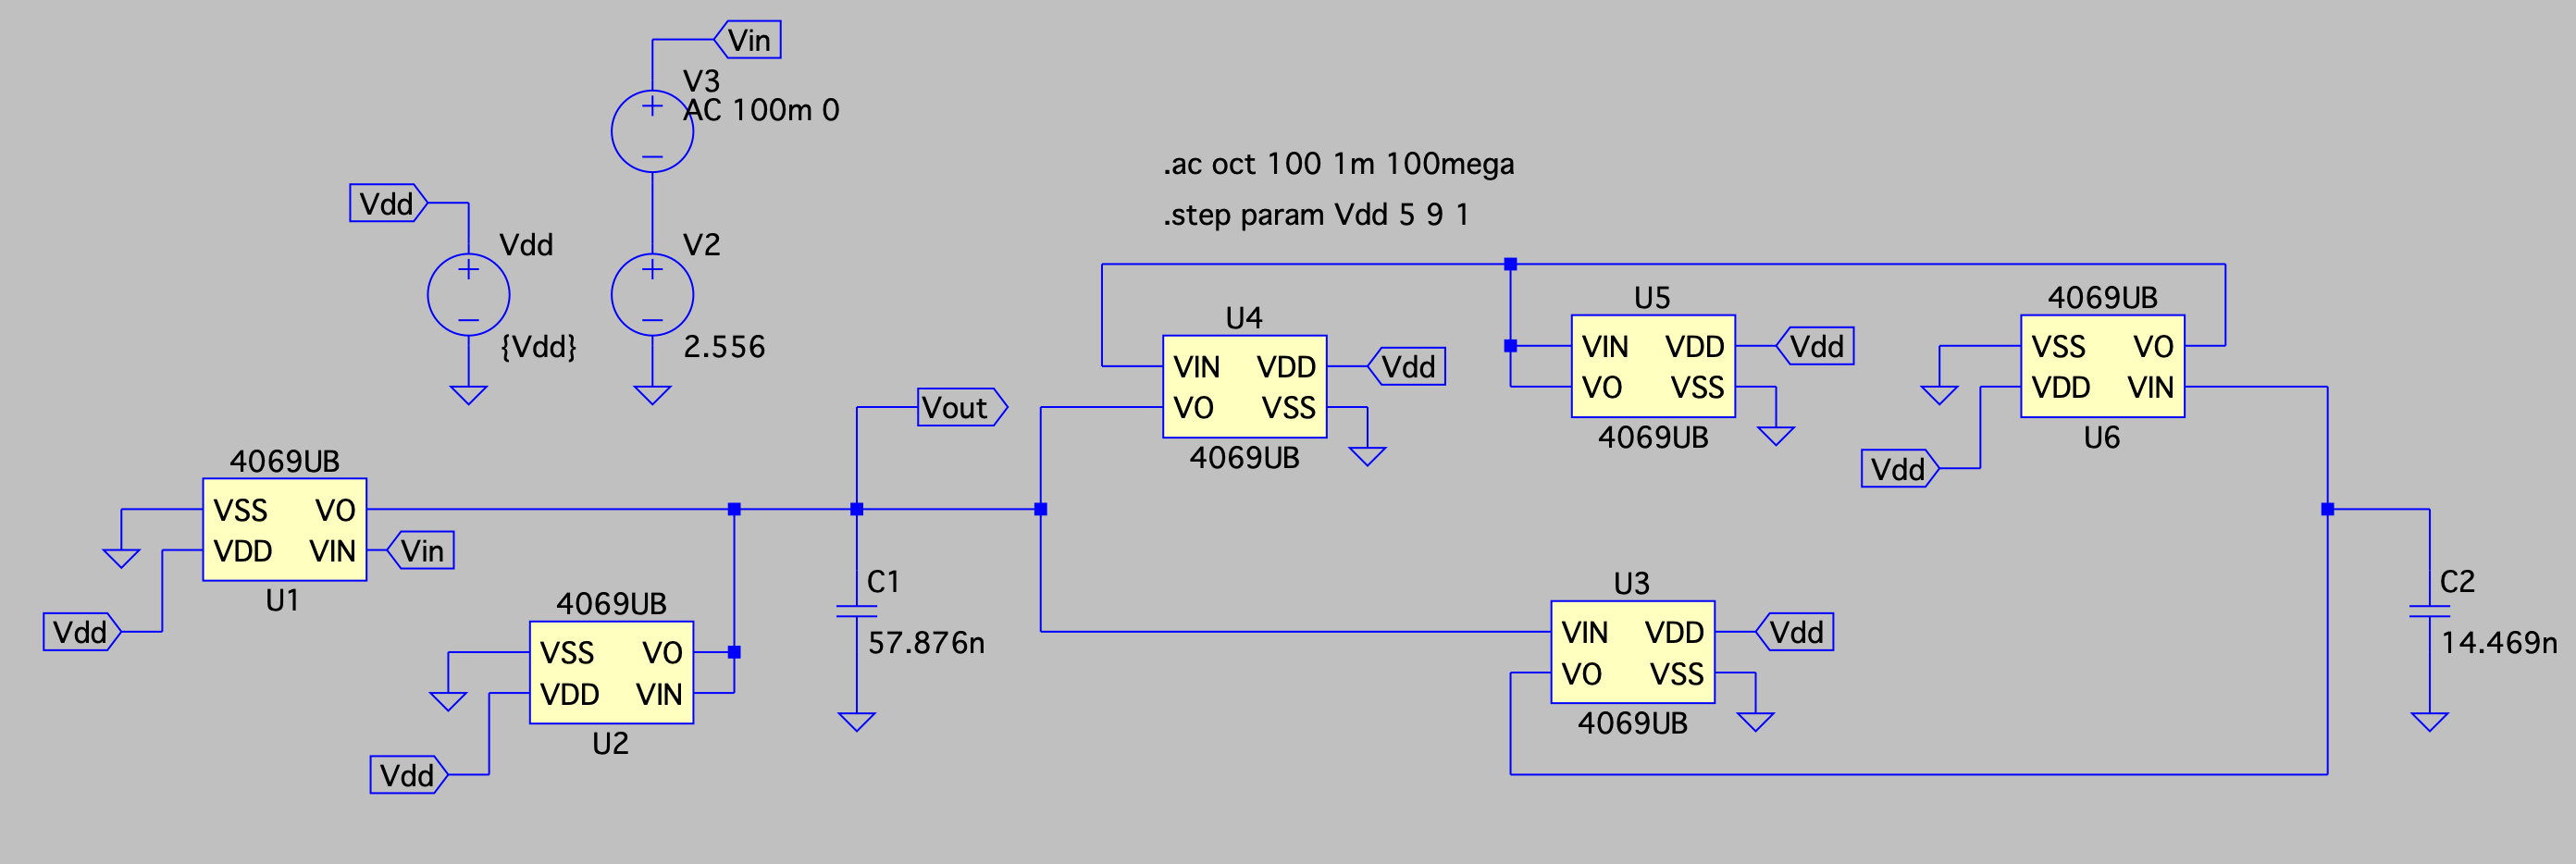 Vin
V3
AC 100m 0
.ac oct 100 1m 100mega
Vdd
.step param Vdd 5 9 1
Vdd
V2
{Vdd}
2.556
U4
VIN VDD
VO VSS
4069UB
Vdd
U5
VIN VDD
VO VSS
4069UB
Vdd
4069UB
VSS VO
VDD VIN
U6
Vdd
Vout
4069UB
VSS VO
VDD VIN
U1
Vin
Vdd
4069UB
VSS VO
VDD VIN
U2
Vdd
C1
57.876n
U3
VIN VDD
VO VSS
4069UB
Vdd
C2
14.469n